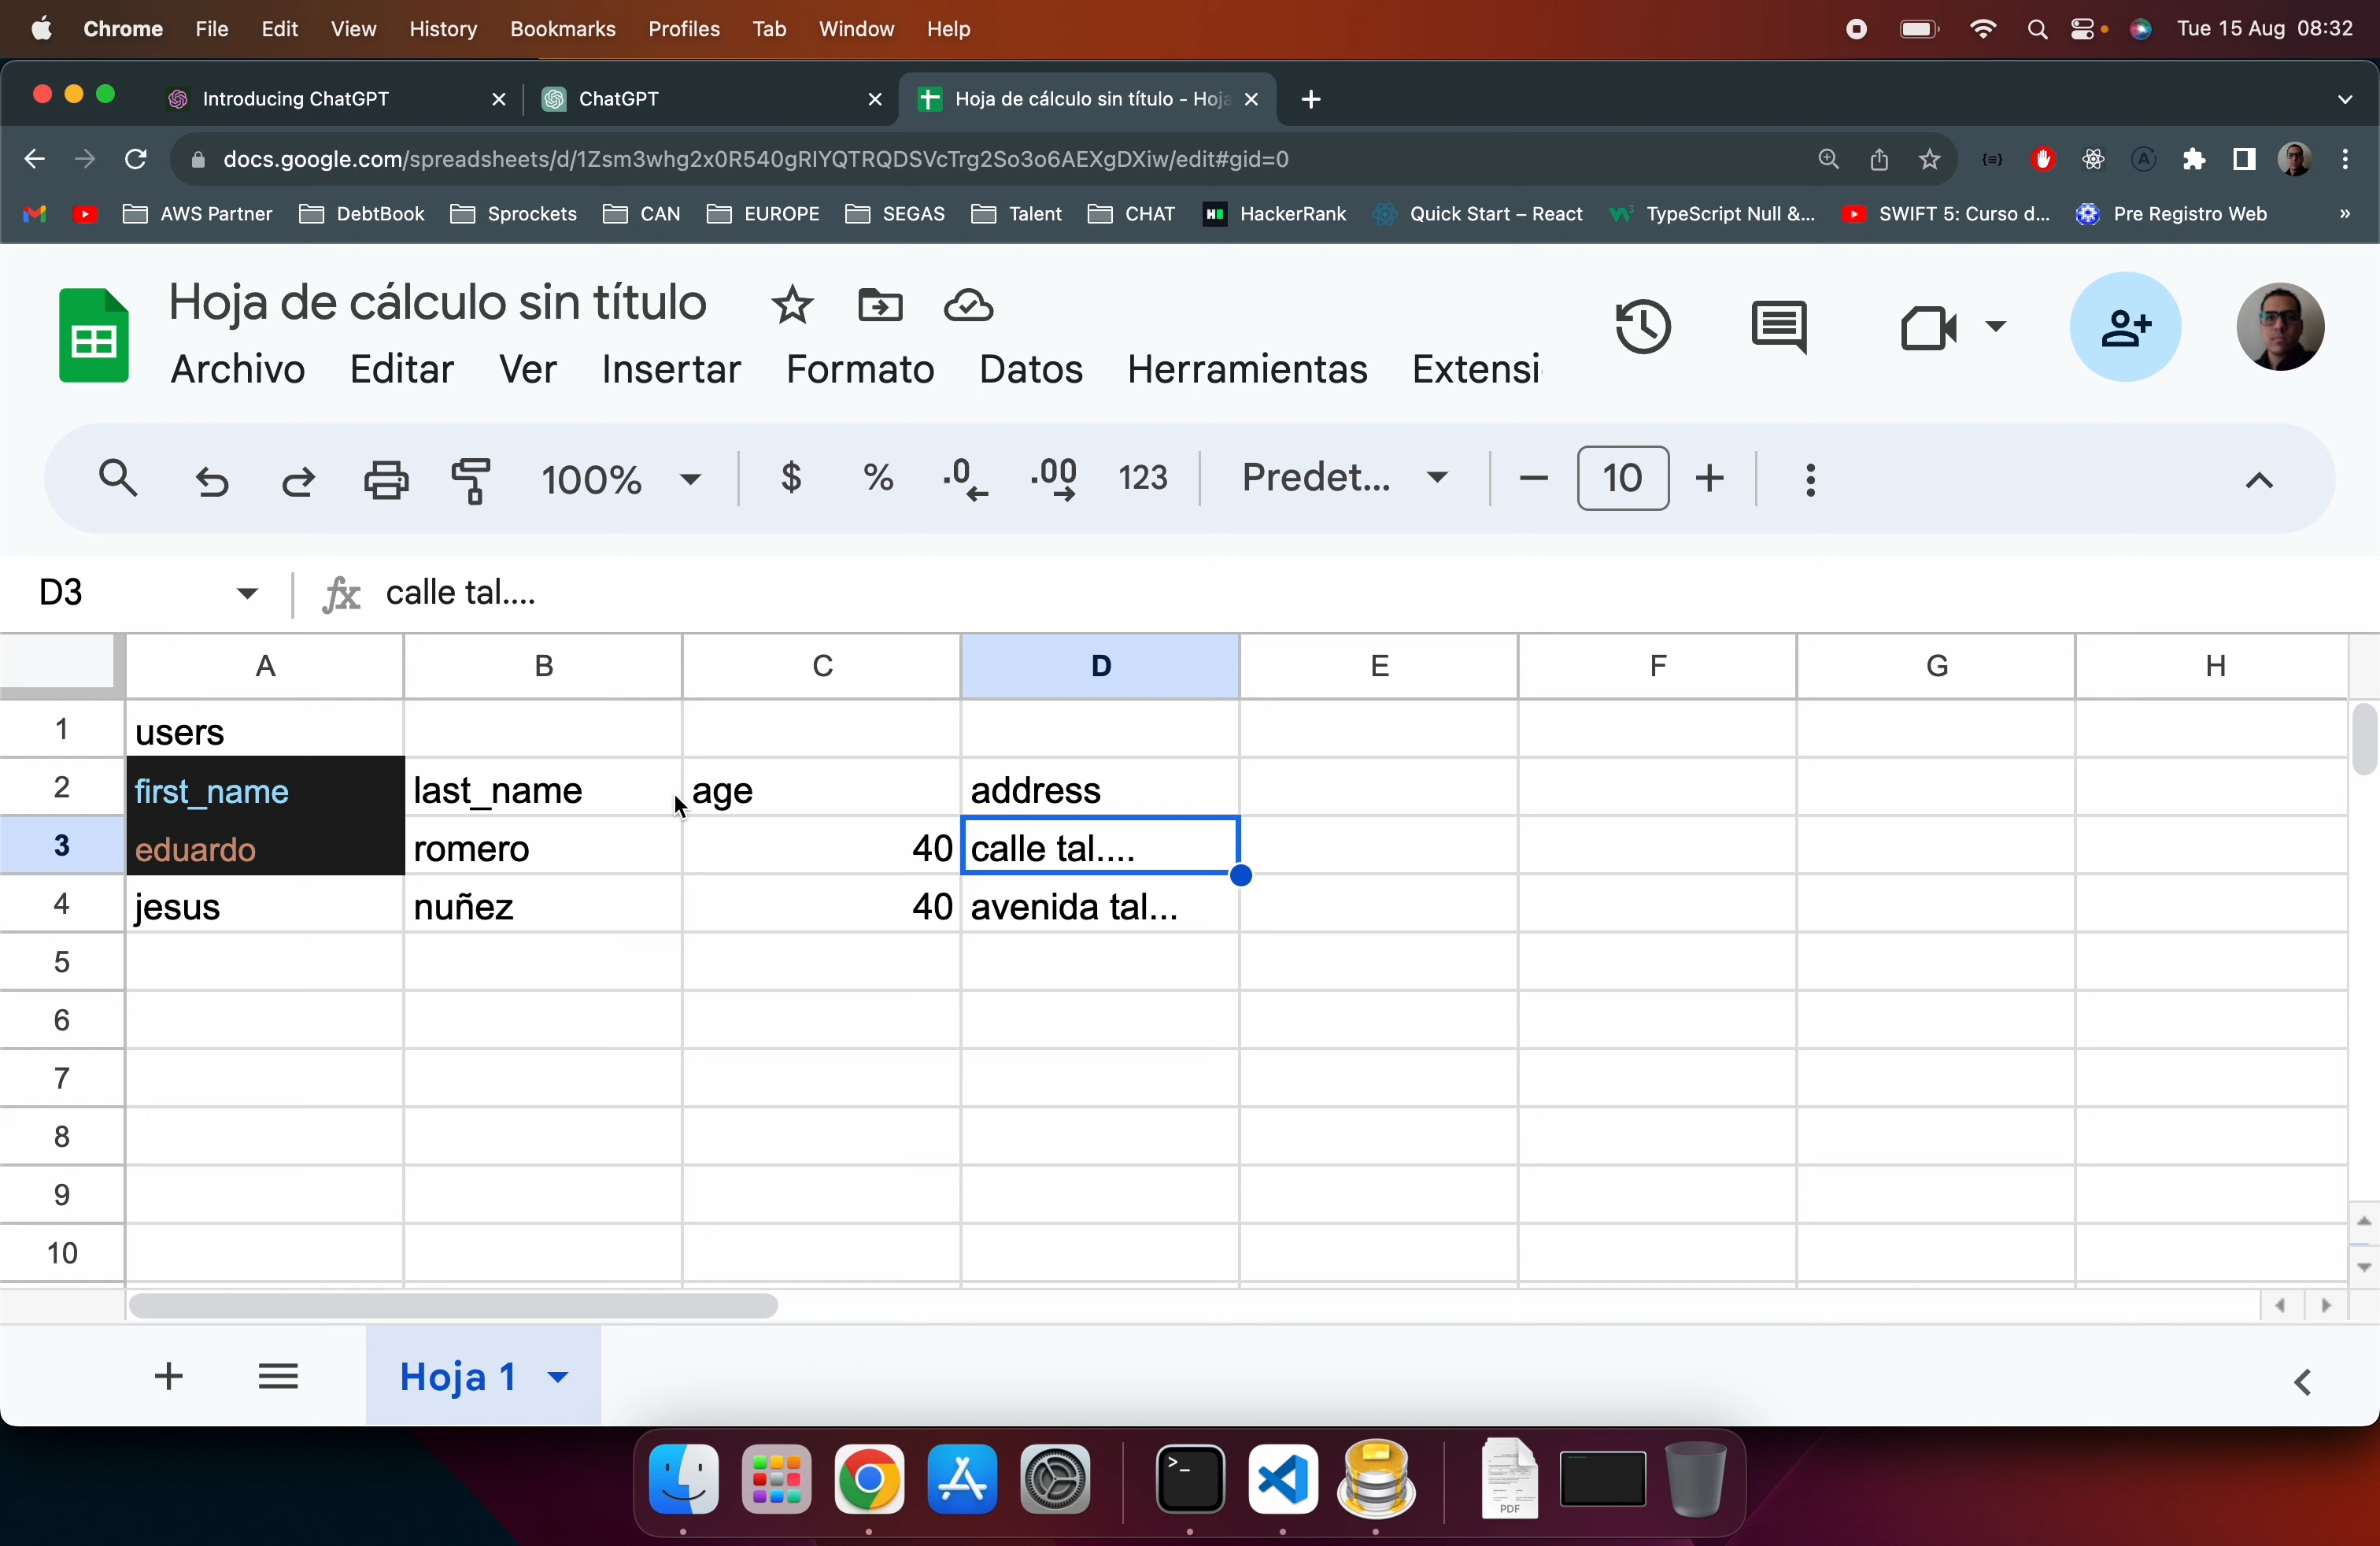 Chrome File Edit View History Bookmarks Profiles Tab Window Help Tue 15 Aug 08:32
Introducing ChatGPT ChatGPT Hoja de cálculo sin título - Hoja
docs.google.com/spreadsheets/d/1Zsm3whg2x0R540gRIYQTRQDSVcTrg2So3o6AEXgDXiw/edit#gid=0
AWS Partner DebtBook Sprockets CAN EUROPE SEGAS Talent CHAT HackerRank Quick Start – React TypeScript Null &... SWIFT 5: Curso d... Pre Registro Web »
Hoja de cálculo sin título
Archivo Editar Ver Insertar Formato Datos Herramientas Extensi
100% $ % .0 .00 123 Predet... − 10 +
D3 fx calle tal....
A B C D E F G H
1 users
2 first_name last_name age address
3 eduardo romero 40 calle tal....
4 jesus nuñez 40 avenida tal...
5
6
7
8
9
10
+ Hoja 1
PDF